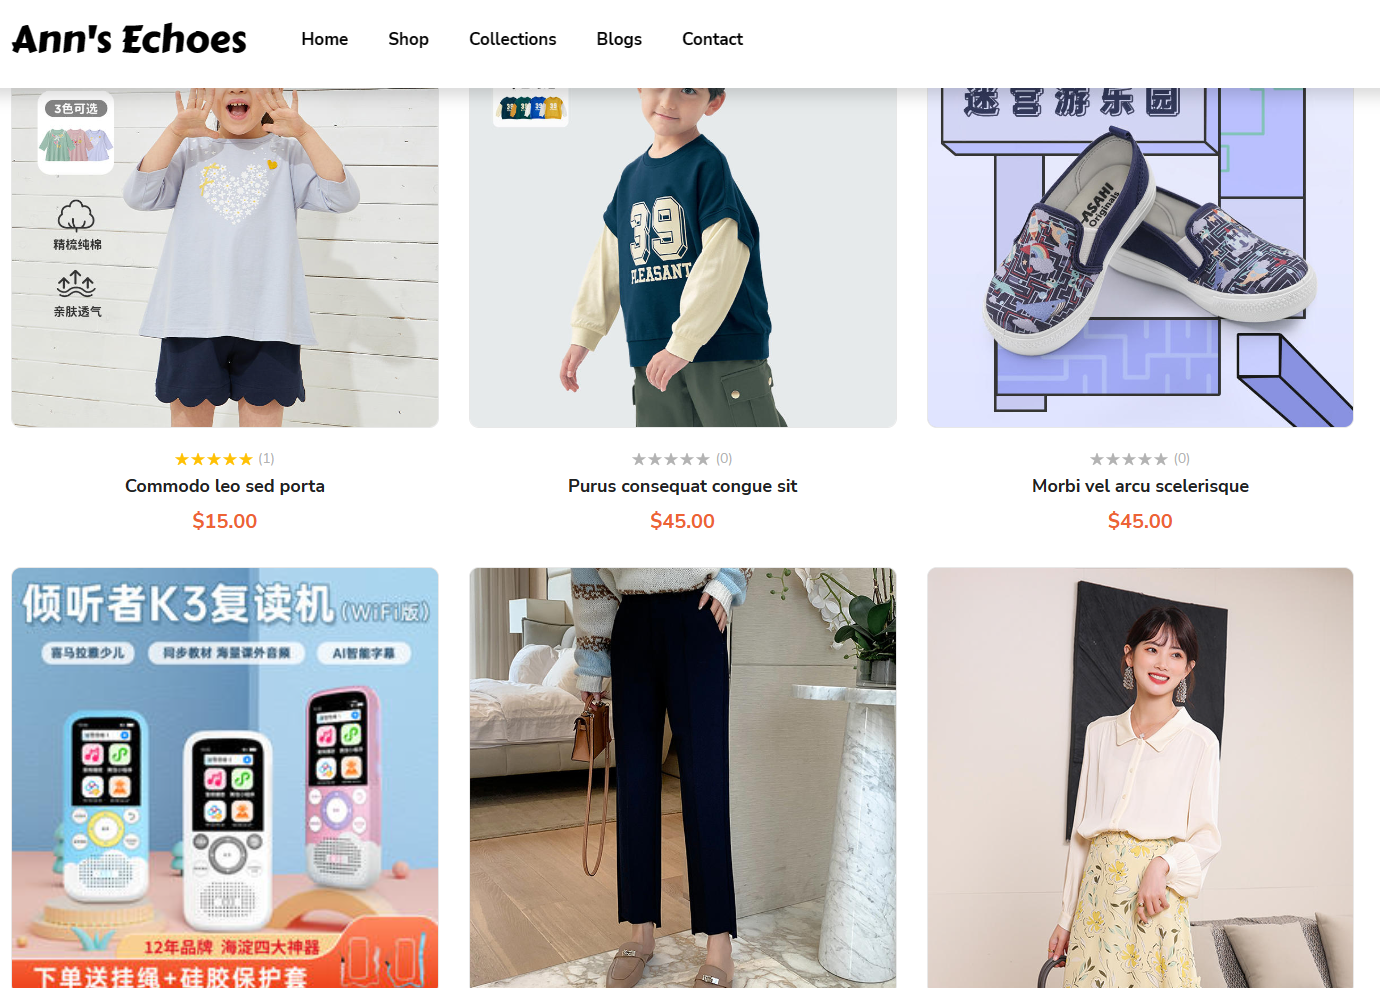 Ann's Echoes
Home
Shop
Collections
Blogs
Contact
3色可选
精梳纯棉
亲肤透气
39
PLEASANT
迷宫游乐园
ASAHI
Originals
(1)
Commodo leo sed porta
$15.00
(0)
Purus consequat congue sit
$45.00
(0)
Morbi vel arcu scelerisque
$45.00
倾听者K3复读机(WiFi版)
喜马拉雅少儿
同步教材 海量课外音频
AI智能字幕
12年品牌 海淀四大神器
下单送挂绳+硅胶保护套